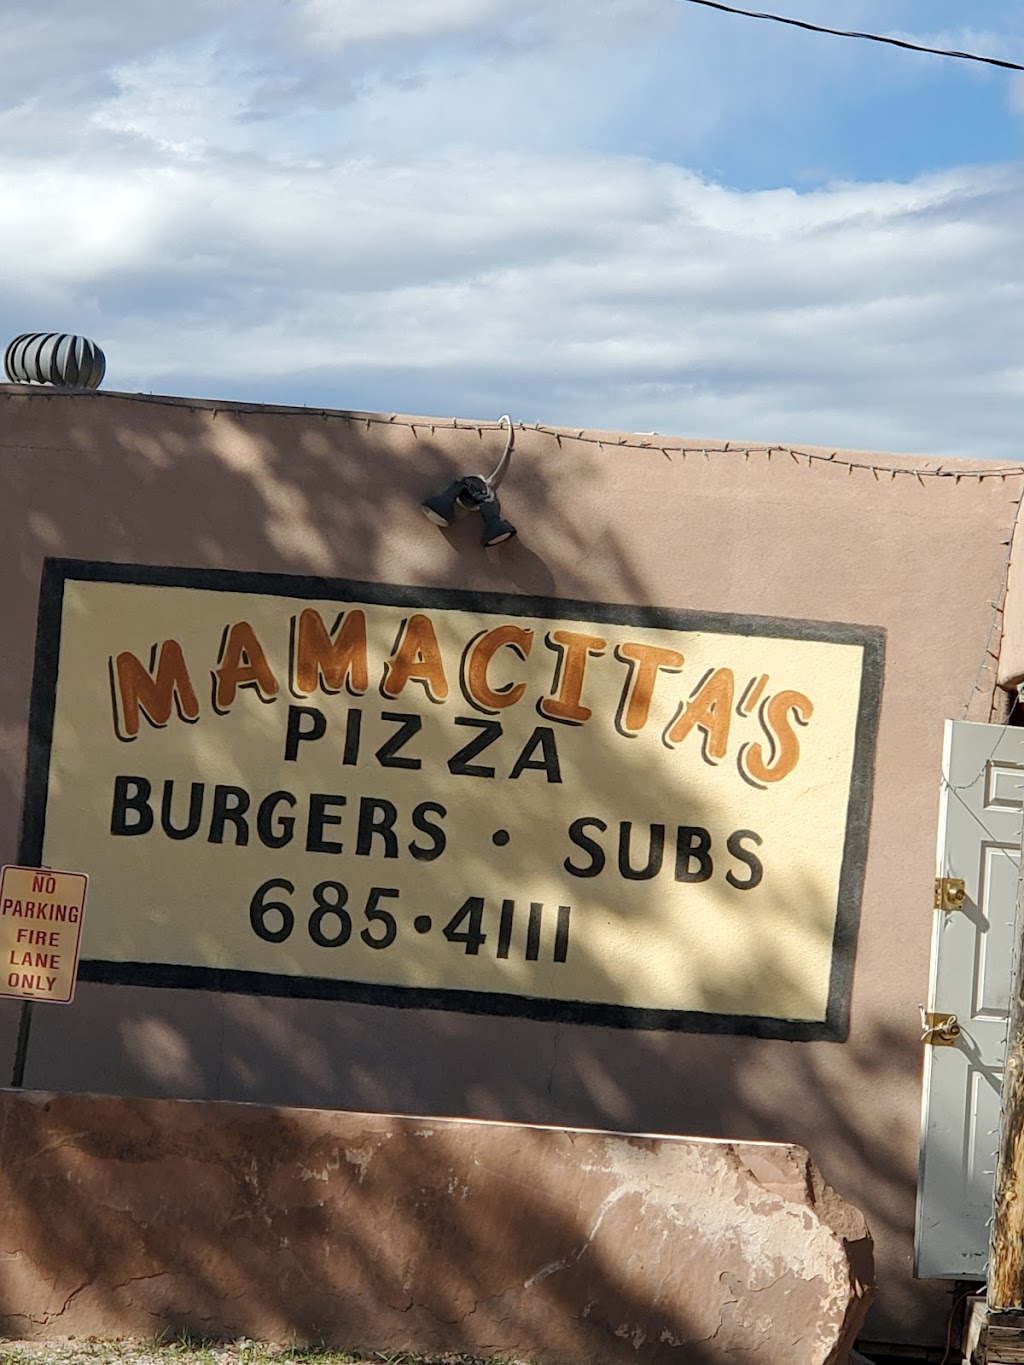 MAMACITA'S
PIZZA
BURGERS • SUBS
685•4111
NO
PARKING
FIRE
LANE
ONLY